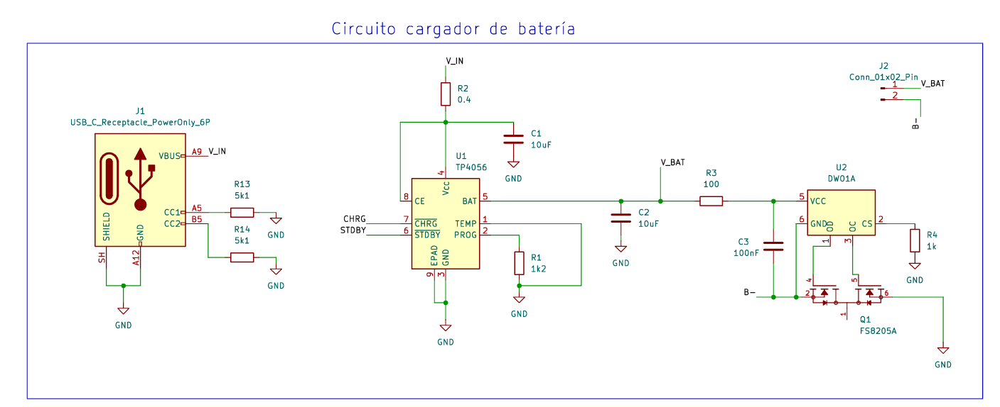 Circuito cargador de batería
J1
USB_C_Receptacle_PowerOnly_6P
VBUS
A9
V_IN
CC1
A5
CC2
B5
SHIELD
GND
SH
A12
GND
R13
5k1
GND
R14
5k1
GND
V_IN
R2
0.4
C1
10uF
GND
U1
TP4056
4
Vcc
8
CE
BAT
5
CHRG
7
CHRG
TEMP
1
STDBY
6
STDBY
PROG
2
EPAD
GND
9
3
GND
R1
1k2
GND
V_BAT
C2
10uF
GND
R3
100
C3
100nF
U2
DW01A
5
VCC
6
GND
OD
OC
CS
2
1
3
R4
1k
GND
B-
4
5
2
6
1
Q1
FS8205A
GND
J2
Conn_01x02_Pin
1
V_BAT
2
B-